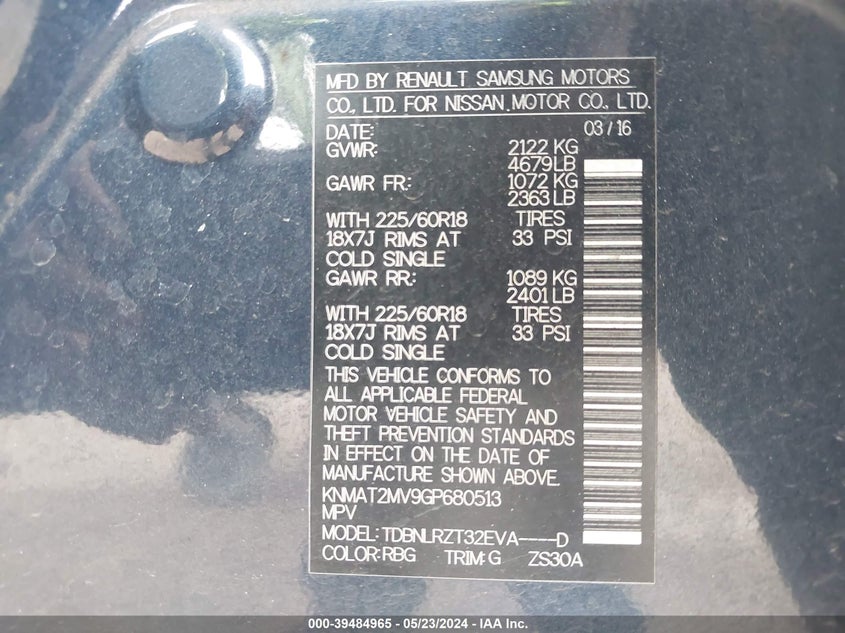 MFD BY RENAULT SAMSUNG MOTORS
CO., LTD. FOR NISSAN MOTOR CO., LTD.
DATE: 03/16
GVWR: 2122 KG
4679LB
GAWR FR: 1072 KG
2363 LB
WITH 225/60R18 TIRES
18X7J RIMS AT 33 PSI
COLD SINGLE
GAWR RR: 1089 KG
2401 LB
WITH 225/60R18 TIRES
18X7J RIMS AT 33 PSI
COLD SINGLE
THIS VEHICLE CONFORMS TO
ALL APPLICABLE FEDERAL
MOTOR VEHICLE SAFETY AND
THEFT PREVENTION STANDARDS
IN EFFECT ON THE DATE OF
MANUFACTURE SHOWN ABOVE.
KNMAT2MV9GP680513
MPV
MODEL: TDBNLRZT32EVA----D
COLOR:RBG TRIM:G ZS30A
000-39484965 - 05/23/2024 - IAA Inc.